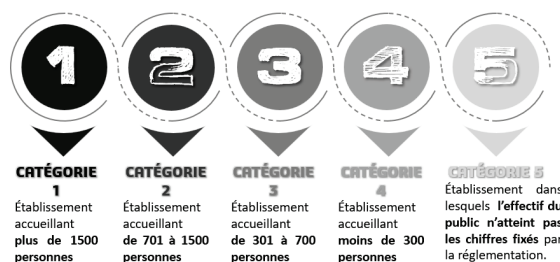 1
2
3
4
5
CATÉGORIE
1
Établissement
accueillant
plus de 1500
personnes
CATÉGORIE
2
Établissement
accueillant
de 701 à 1500
personnes
CATÉGORIE
3
Établissement
accueillant
de 301 à 700
personnes
CATÉGORIE
4
Établissement
accueillant
moins de 300
personnes
CATÉGORIE 5
Établissement dans
lesquels l'effectif du
public n'atteint pas
les chiffres fixés par
la réglementation.